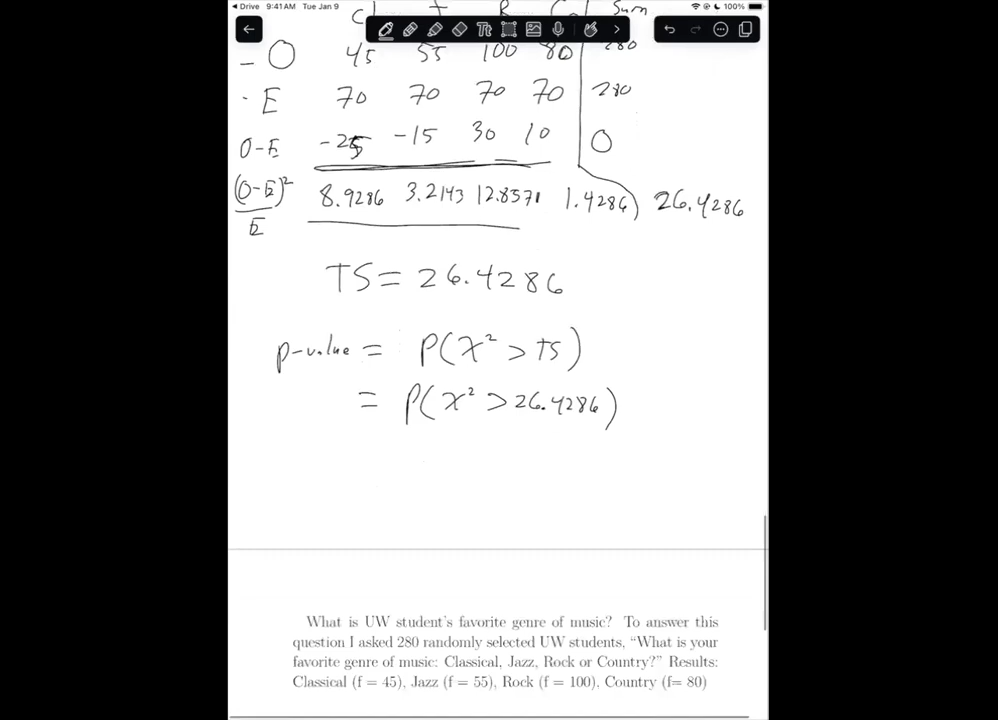 Drive 9:41 AM Tue Jan 9 100%
Sum
Tt
- O 45 55 100 80 280
- E 70 70 70 70 280
O-E -25 -15 30 10 0
(O-E)²/E 8.9286 3.2143 12.8571 1.4286 26.4286
TS = 26.4286
p-value = P(X² > TS)
= P(X² > 26.4286)
What is UW student's favorite genre of music? To answer this
question I asked 280 randomly selected UW students, "What is your
favorite genre of music: Classical, Jazz, Rock or Country?" Results:
Classical (f = 45), Jazz (f = 55), Rock (f = 100), Country (f= 80)